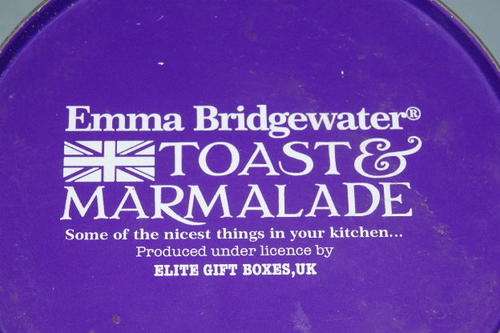 Emma Bridgewater®
TOAST &
MARMALADE
Some of the nicest things in your kitchen...
Produced under licence by
ELITE GIFT BOXES,UK